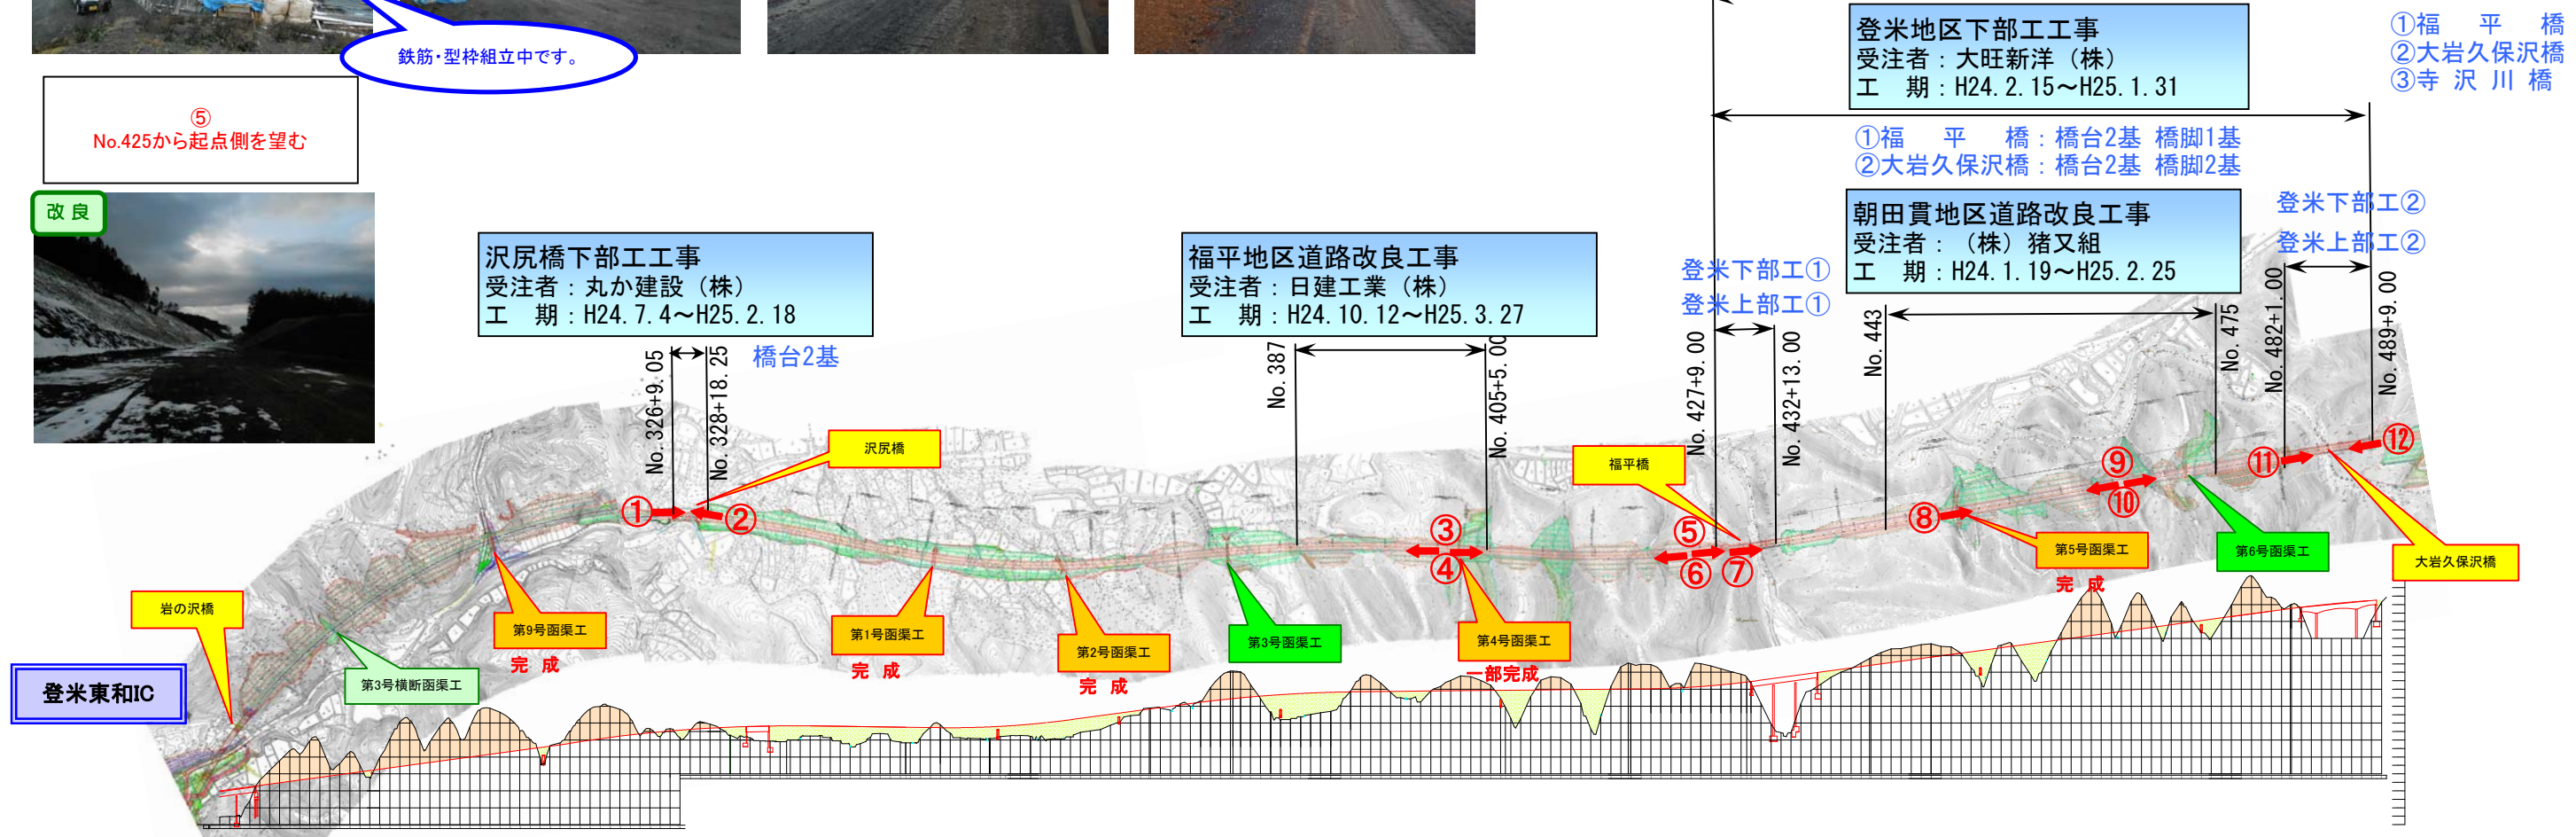 鉄筋・型枠組立中です。
⑤
No.425から起点側を望む
改良
登米地区下部工工事
受注者：大旺新洋（株）
工　期：H24.2.15～H25.1.31
①福　平　橋
②大岩久保沢橋
③寺沢川橋
①福　平　橋：橋台2基 橋脚1基
②大岩久保沢橋：橋台2基 橋脚2基
沢尻橋下部工工事
受注者：丸か建設（株）
工　期：H24.7.4～H25.2.18
橋台2基
福平地区道路改良工事
受注者：日建工業（株）
工　期：H24.10.12～H25.3.27
朝田貫地区道路改良工事
受注者：（株）猪又組
工　期：H24.1.19～H25.2.25
登米下部工①
登米上部工①
登米下部工②
登米上部工②
No.326+9.05
No.328+18.25
No.387
No.405+5.00
No.427+9.00
No.432+13.00
No.443
No.475
No.482+1.00
No.489+9.00
沢尻橋
福平橋
①
②
③
④
⑤
⑥
⑦
⑧
⑨
⑩
⑪
⑫
岩の沢橋
第3号横断函渠工
第9号函渠工
完成
第1号函渠工
完成
第2号函渠工
完成
第3号函渠工
第4号函渠工
一部完成
第5号函渠工
完成
第6号函渠工
大岩久保沢橋
登米東和IC